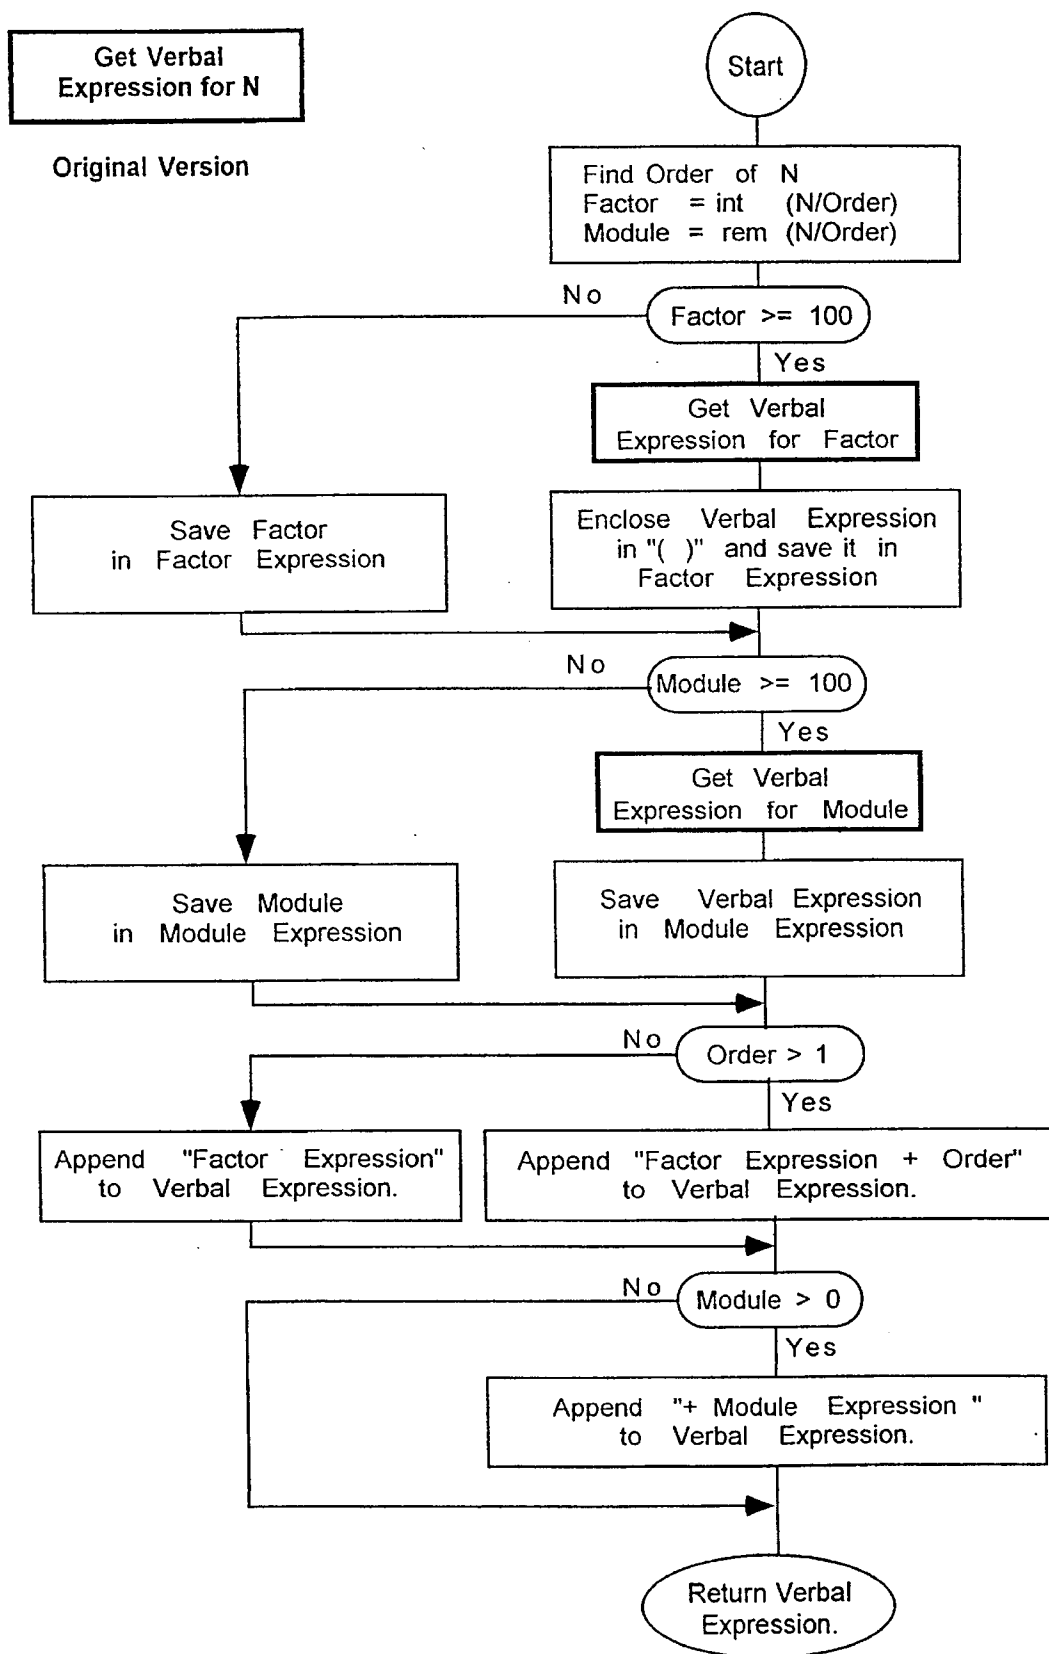 Get Verbal
Expression for N
Original Version
Start
Find Order of N
Factor = int (N/Order)
Module = rem (N/Order)
No
Factor >= 100
Yes
Get Verbal
Expression for Factor
Save Factor
in Factor Expression
Enclose Verbal Expression
in "( )" and save it in
Factor Expression
No
Module >= 100
Yes
Get Verbal
Expression for Module
Save Module
in Module Expression
Save Verbal Expression
in Module Expression
No
Order > 1
Yes
Append "Factor Expression"
to Verbal Expression.
Append "Factor Expression + Order"
to Verbal Expression.
No
Module > 0
Yes
Append "+ Module Expression "
to Verbal Expression.
Return Verbal
Expression.